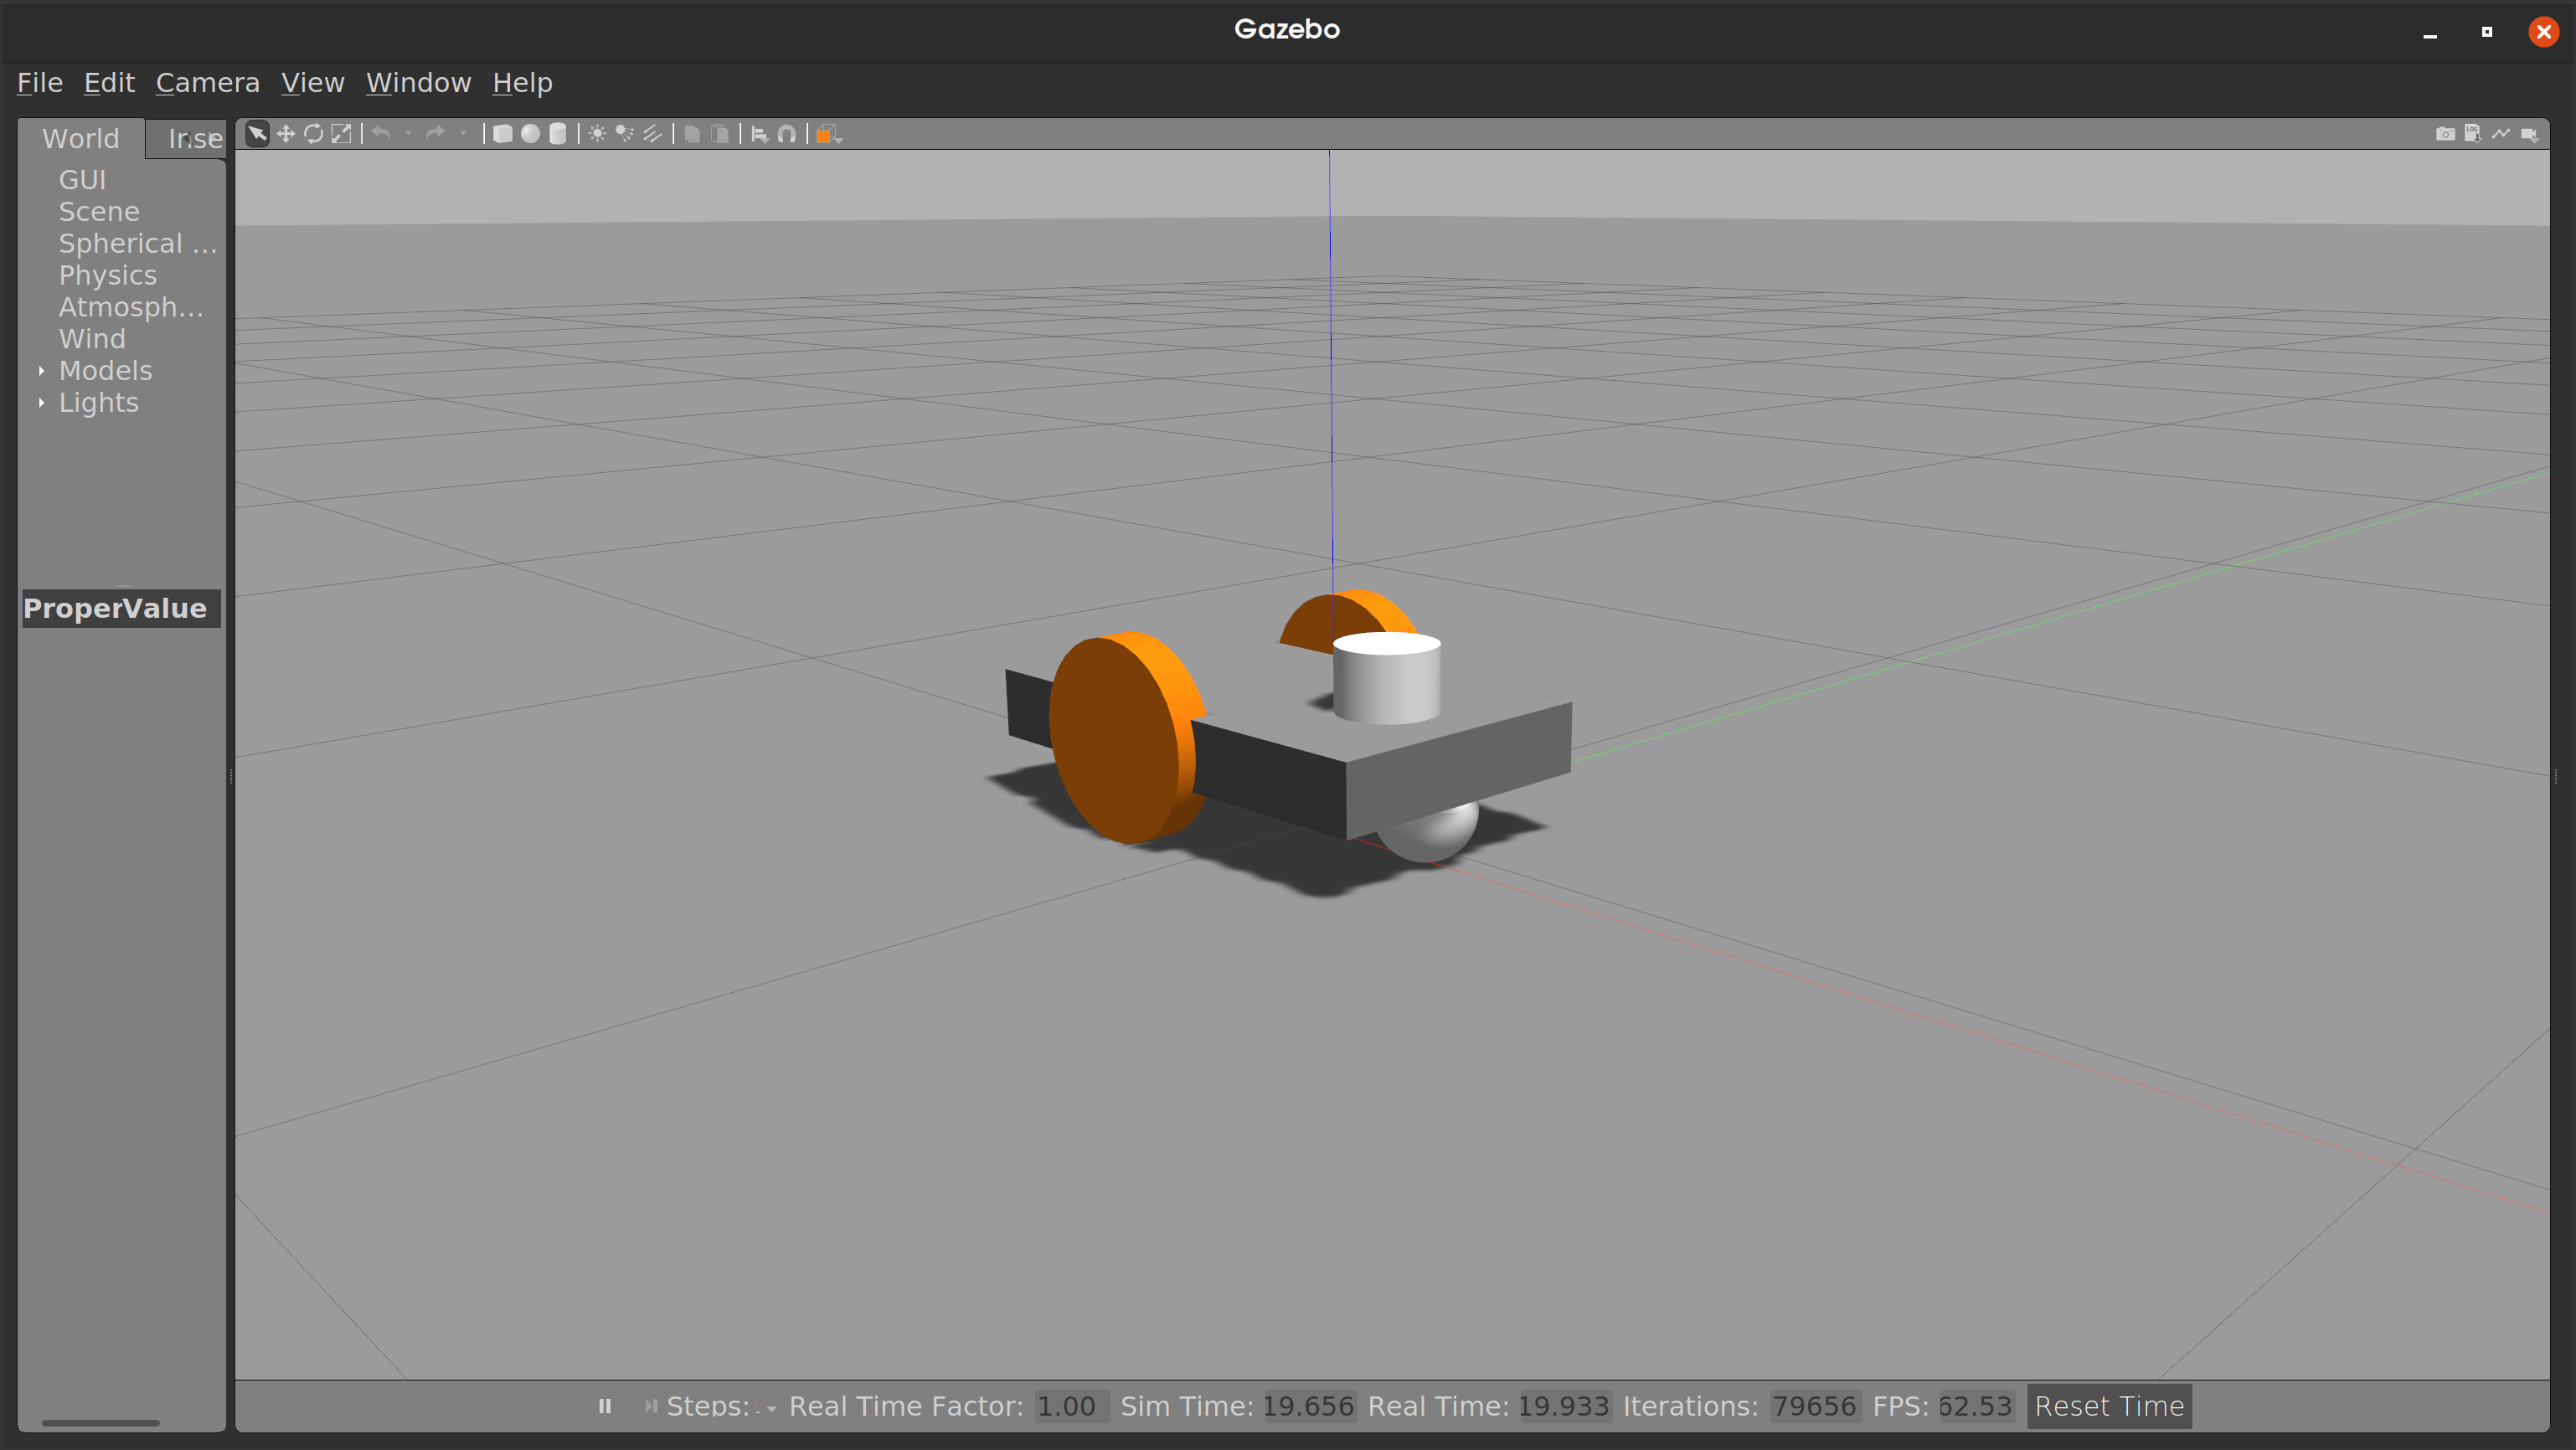 Gazebo
File Edit Camera View Window Help
World Inse
GUI
Scene
Spherical ...
Physics
Atmosph...
Wind
Models
Lights
ProperValue
Steps: Real Time Factor: 1.00 Sim Time: 19.656 Real Time: 19.933 Iterations: 79656 FPS: 62.53 Reset Time